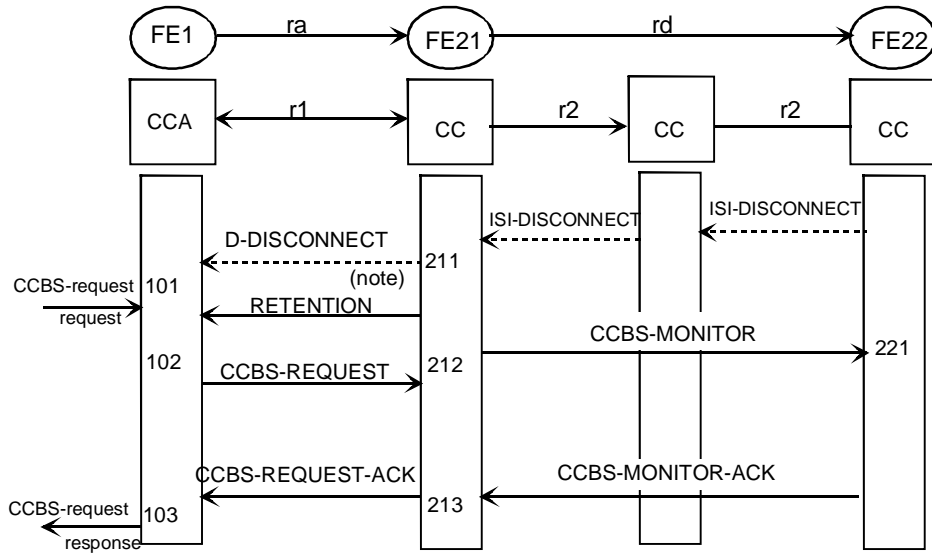 FE1
ra
FE21
rd
FE22
CCA
r1
CC
r2
CC
r2
CC
ISI-DISCONNECT
ISI-DISCONNECT
D-DISCONNECT
211
(note)
CCBS-request
101
request
RETENTION
CCBS-MONITOR
221
102
CCBS-REQUEST
212
CCBS-REQUEST-ACK
CCBS-MONITOR-ACK
213
CCBS-request
103
response